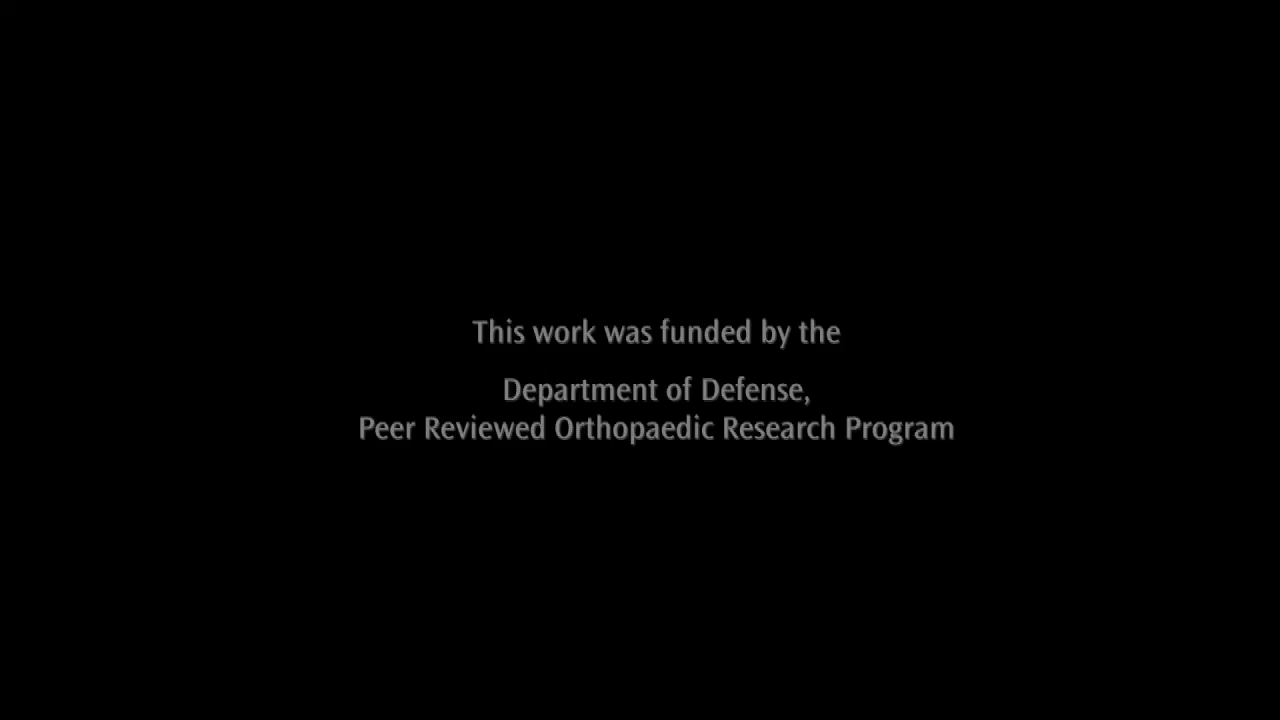 This work was funded by the
Department of Defense,
Peer Reviewed Orthopaedic Research Program